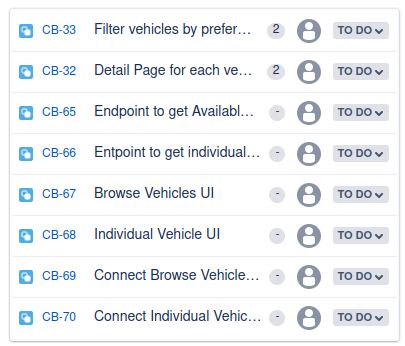 CB-33 Filter vehicles by prefer... 2 TO DO
CB-32 Detail Page for each ve... 2 TO DO
CB-65 Endpoint to get Availabl... - TO DO
CB-66 Entpoint to get individual... - TO DO
CB-67 Browse Vehicles UI - TO DO
CB-68 Individual Vehicle UI - TO DO
CB-69 Connect Browse Vehicle... - TO DO
CB-70 Connect Individual Vehic... - TO DO